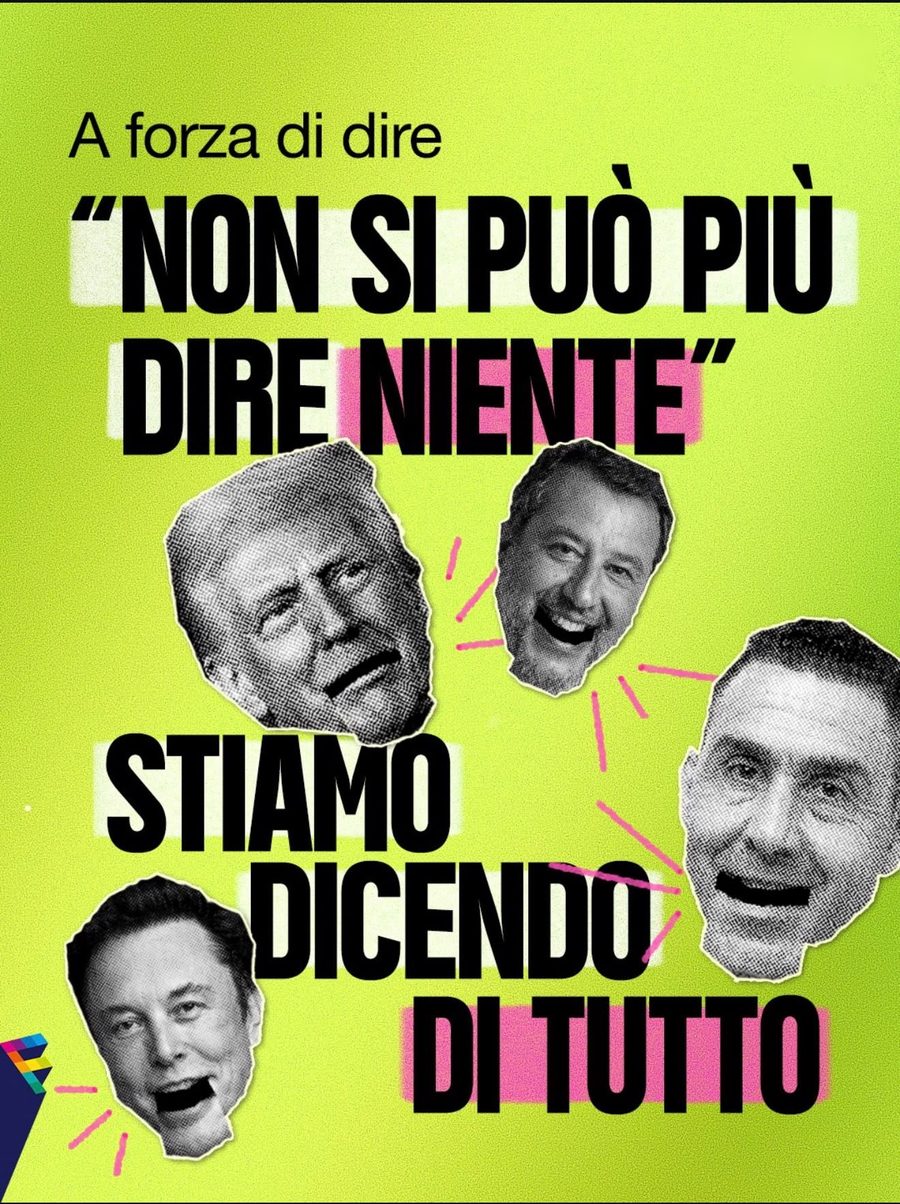 A forza di dire
“NON SI PUÒ PIÙ
DIRE NIENTE”
STIAMO
DICENDO
DI TUTTO